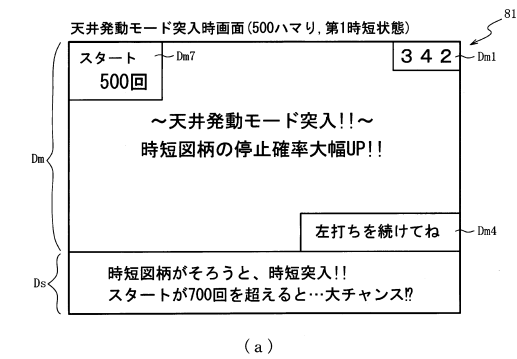 天井発動モード突入時画面(500ハマり,第1時短状態)
81
スタート
500回
Dm7
342
Dm1
～天井発動モード突入!!～
時短図柄の停止確率大幅UP!!
Dm
左打ちを続けてね
Dm4
Ds
時短図柄がそろうと、時短突入!!
スタートが700回を超えると…大チャンス!?
(a)